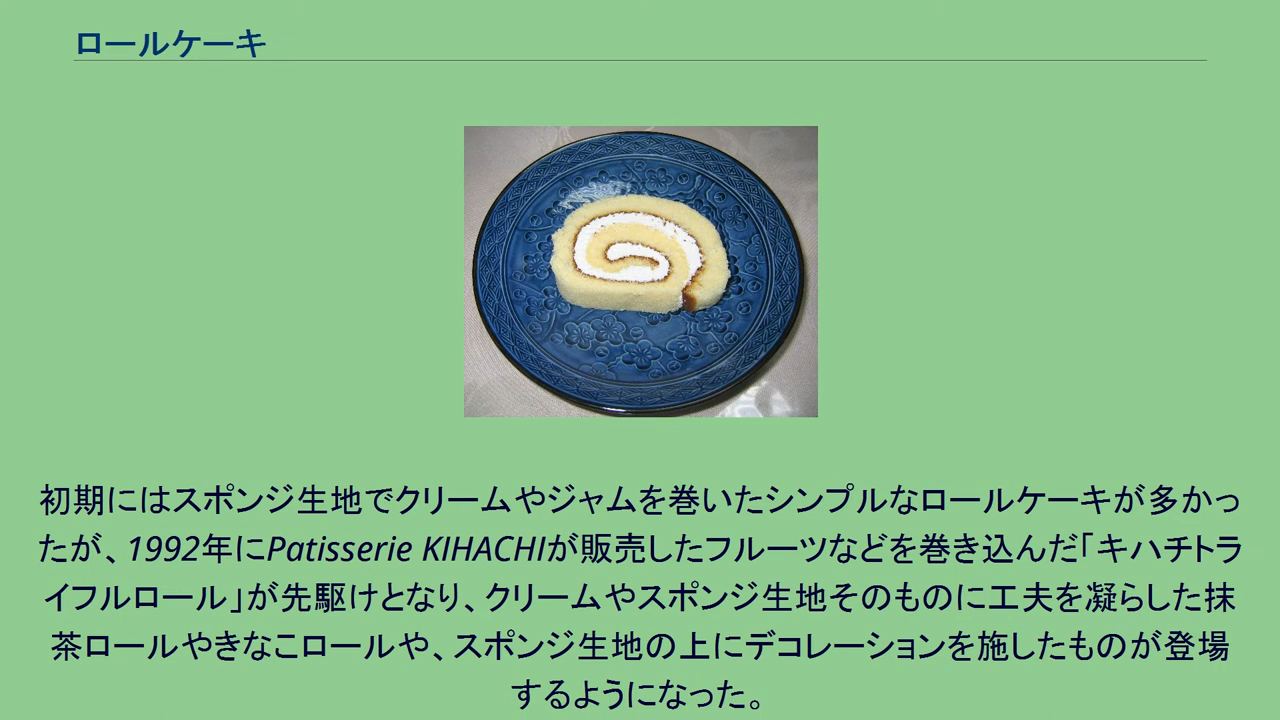 ロールケーキ
初期にはスポンジ生地でクリームやジャムを巻いたシンプルなロールケーキが多かっ
たが、1992年にPatisserie KIHACHIが販売したフルーツなどを巻き込んだ「キハチトラ
イフルロール」が先駆けとなり、クリームやスポンジ生地そのものに工夫を凝らした抹
茶ロールやきなこロールや、スポンジ生地の上にデコレーションを施したものが登場
するようになった。